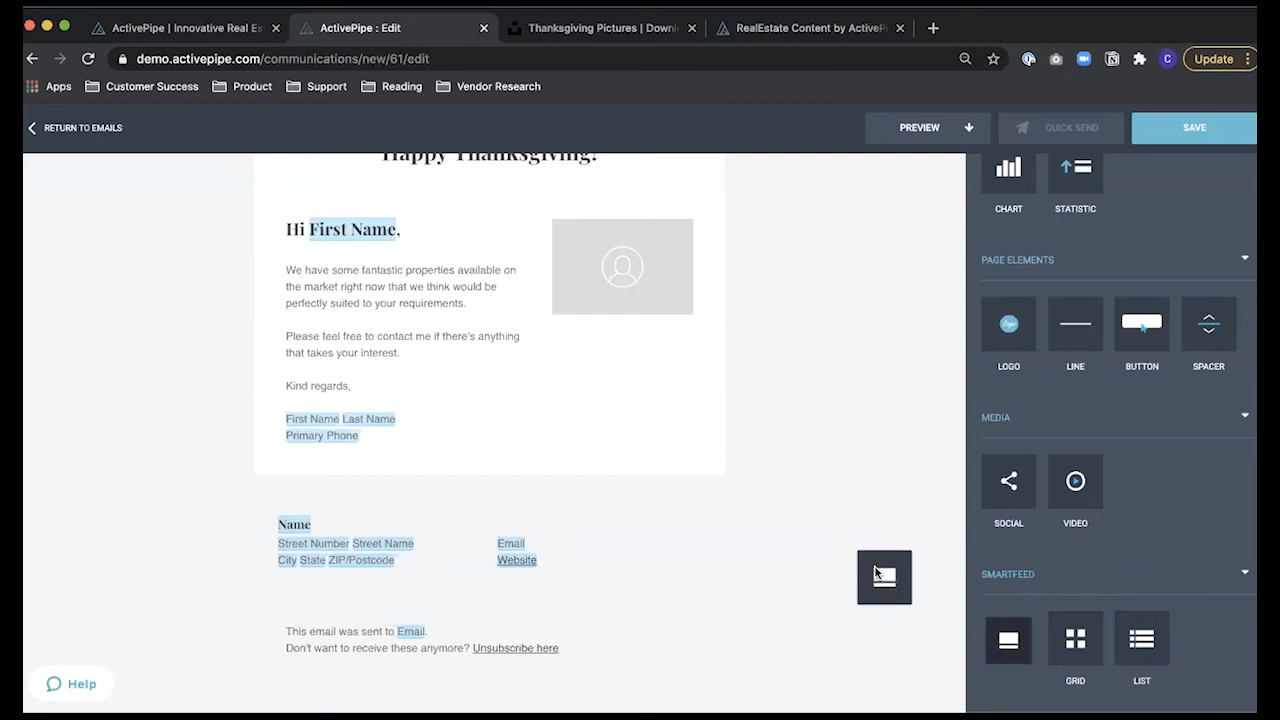 ActivePipe | Innovative Real Es
ActivePipe : Edit
Thanksgiving Pictures | Downl
RealEstate Content by ActiveP
demo.activepipe.com/communications/new/61/edit
C
Update
Apps
Customer Success
Product
Support
Reading
Vendor Research
RETURN TO EMAILS
PREVIEW
QUICK SEND
SAVE
Happy Thanksgiving!
Hi First Name,
We have some fantastic properties available on
the market right now that we think would be
perfectly suited to your requirements.
Please feel free to contact me if there's anything
that takes your interest.
Kind regards,
First Name Last Name
Primary Phone
Name
Street Number Street Name
City State ZIP/Postcode
Email
Website
This email was sent to Email.
Don't want to receive these anymore? Unsubscribe here
Help
CHART
STATISTIC
PAGE ELEMENTS
LOGO
LINE
BUTTON
SPACER
MEDIA
SOCIAL
VIDEO
SMARTFEED
GRID
LIST